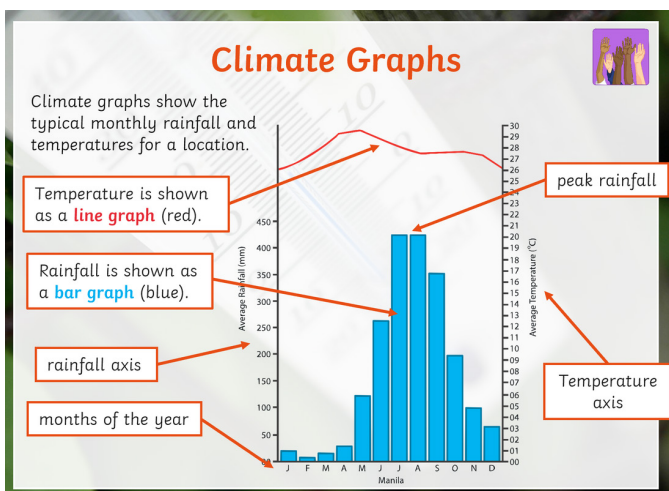 Climate Graphs
Climate graphs show the
typical monthly rainfall and
temperatures for a location.
Temperature is shown
as a line graph (red).
Rainfall is shown as
a bar graph (blue).
rainfall axis
months of the year
peak rainfall
Temperature
axis
Average Rainfall (mm)
450
400
350
300
250
200
150
100
50
Average Temperature (°C)
30
29
28
27
26
25
24
23
22
21
20
19
18
17
16
15
14
13
12
11
10
09
08
07
06
05
04
03
02
01
00
J F M A M J J A S O N D
Manila